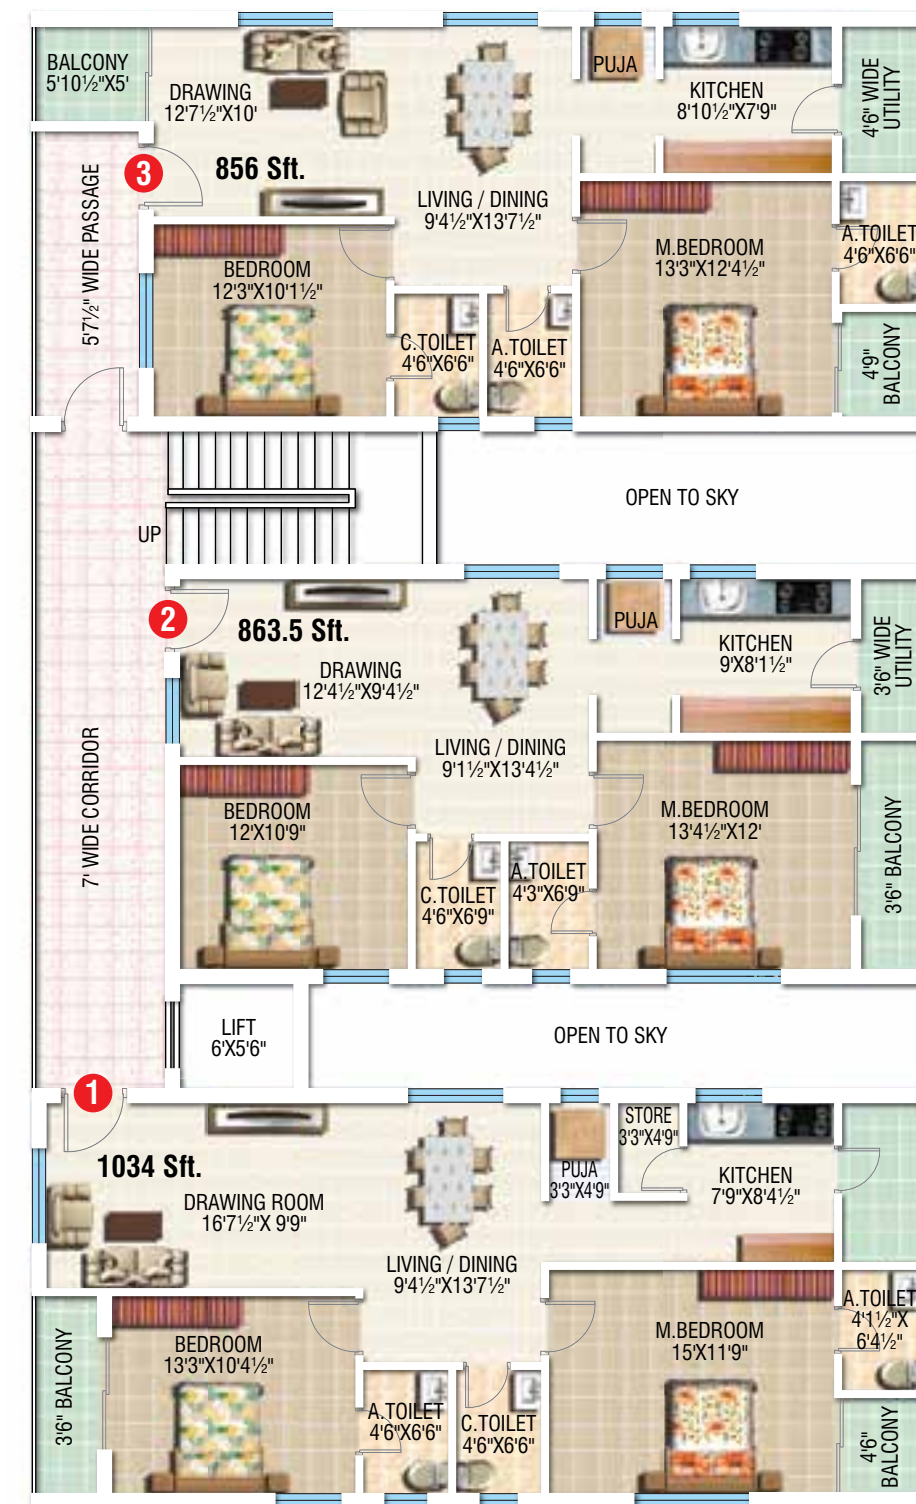 BALCONY
5'10½"X5'
DRAWING
12'7½"X10'
PUJA
KITCHEN
8'10½"X7'9"
4'6" WIDE
UTILITY
3
856 Sft.
5'7½" WIDE PASSAGE
LIVING / DINING
9'4½"X13'7½"
BEDROOM
12'3"X10'1½"
M.BEDROOM
13'3"X12'4½"
A.TOILET
4'6"X6'6"
C.TOILET
4'6"X6'6"
A.TOILET
4'6"X6'6"
4'9"
BALCONY
OPEN TO SKY
UP
2
863.5 Sft.
DRAWING
12'4½"X9'4½"
PUJA
KITCHEN
9'X8'1½"
3'6" WIDE
UTILITY
LIVING / DINING
9'1½"X13'4½"
7' WIDE CORRIDOR
BEDROOM
12'X10'9"
M.BEDROOM
13'4½"X12'
3'6" BALCONY
C.TOILET
4'6"X6'9"
A.TOILET
4'3"X6'9"
LIFT
6'X5'6"
OPEN TO SKY
1
1034 Sft.
DRAWING ROOM
16'7½"X 9'9"
PUJA
3'3"X4'9"
STORE
3'3"X4'9"
KITCHEN
7'9"X8'4½"
LIVING / DINING
9'4½"X13'7½"
3'6" BALCONY
BEDROOM
13'3"X10'4½"
M.BEDROOM
15'X11'9"
A.TOILET
4'1½"X
6'4½"
A.TOILET
4'6"X6'6"
C.TOILET
4'6"X6'6"
4'6"
BALCONY